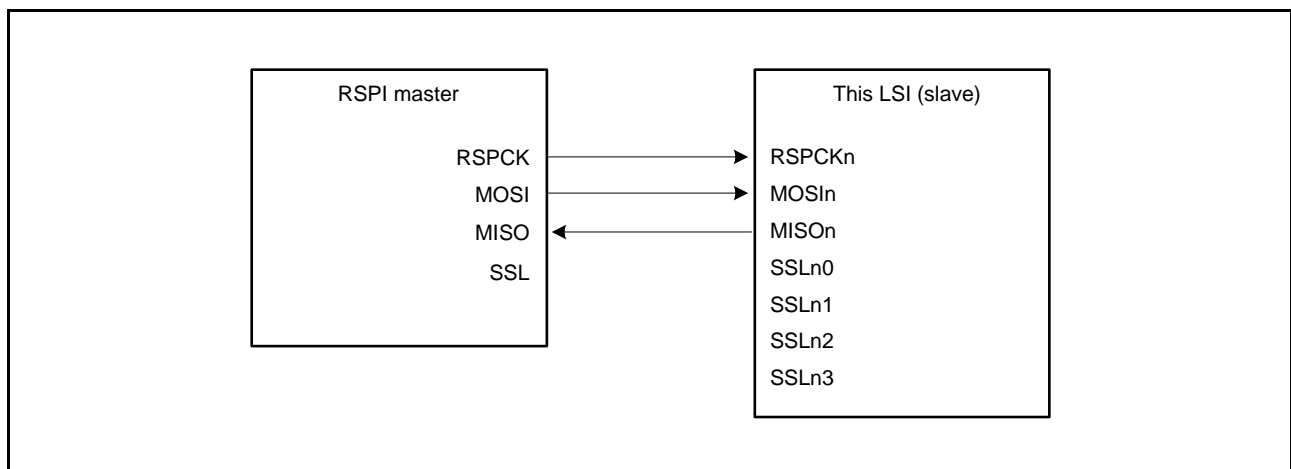 RSPI master
RSPCK
MOSI
MISO
SSL
This LSI (slave)
RSPCKn
MOSIn
MISOn
SSLn0
SSLn1
SSLn2
SSLn3